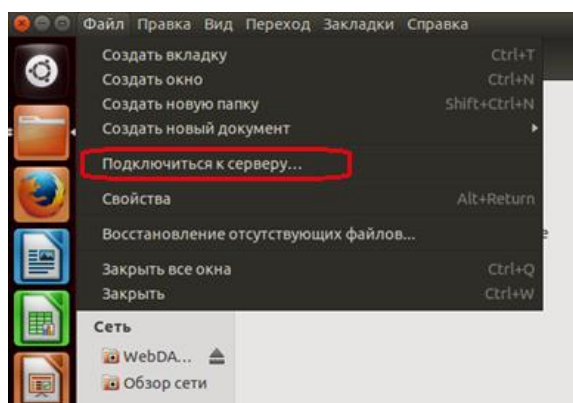 Файл Правка Вид Переход Закладки Справка
Создать вкладку Ctrl+T
Создать окно Ctrl+N
Создать новую папку Shift+Ctrl+N
Создать новый документ
Подключиться к серверу...
Свойства Alt+Return
Восстановление отсутствующих файлов...
Закрыть все окна Ctrl+Q
Закрыть Ctrl+W
Сеть
WebDA...
Обзор сети